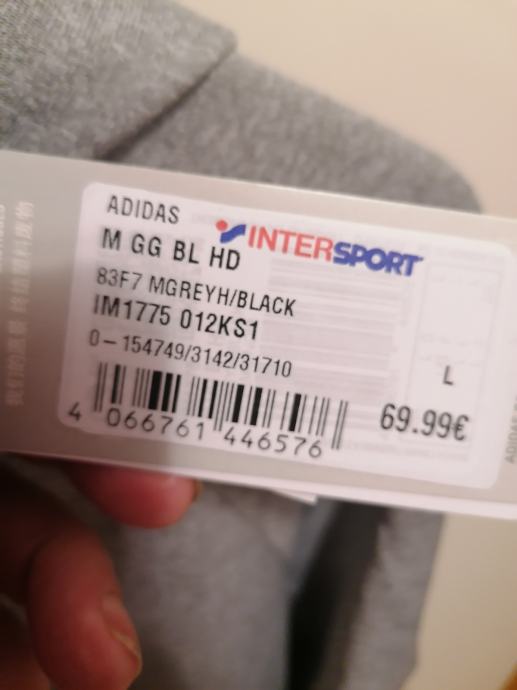 ADIDAS
INTERSPORT
M GG BL HD
83F7 MGREYH/BLACK
IM1775 012KS1
0-154749/3142/31710
L
69.99€
4 066761 446576